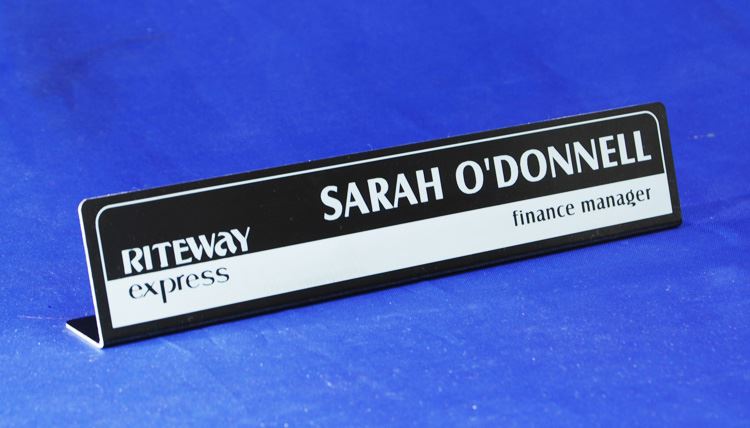 SARAH O'DONNELL
finance manager
RITEWAY
express